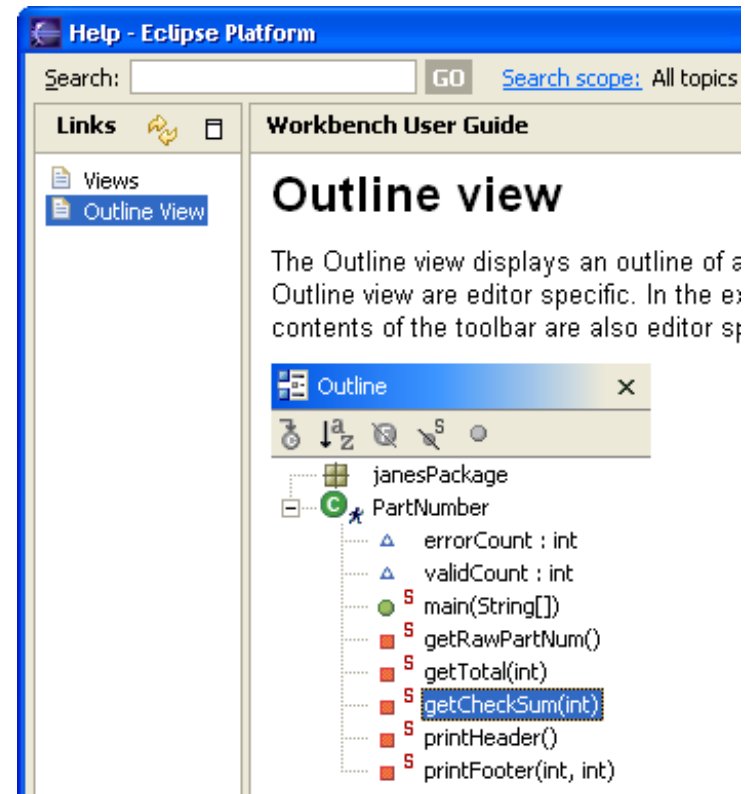 Help - Eclipse Platform
Search: GO Search scope: All topics
Links
Workbench User Guide
Views
Outline View
Outline view
The Outline view displays an outline of a
Outline view are editor specific. In the ex
contents of the toolbar are also editor sp
Outline
a z S
janesPackage
C PartNumber
errorCount : int
validCount : int
S main(String[])
S getRawPartNum()
S getTotal(int)
S getCheckSum(int)
S printHeader()
S printFooter(int, int)